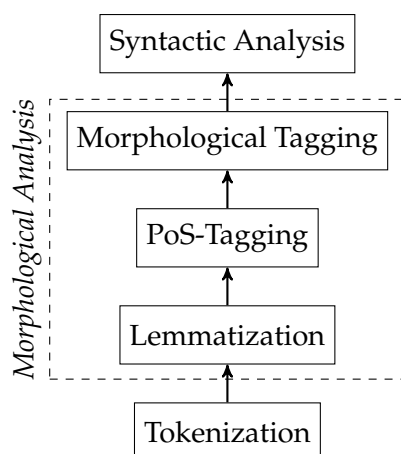 Syntactic Analysis
Morphological Analysis
Morphological Tagging
PoS-Tagging
Lemmatization
Tokenization